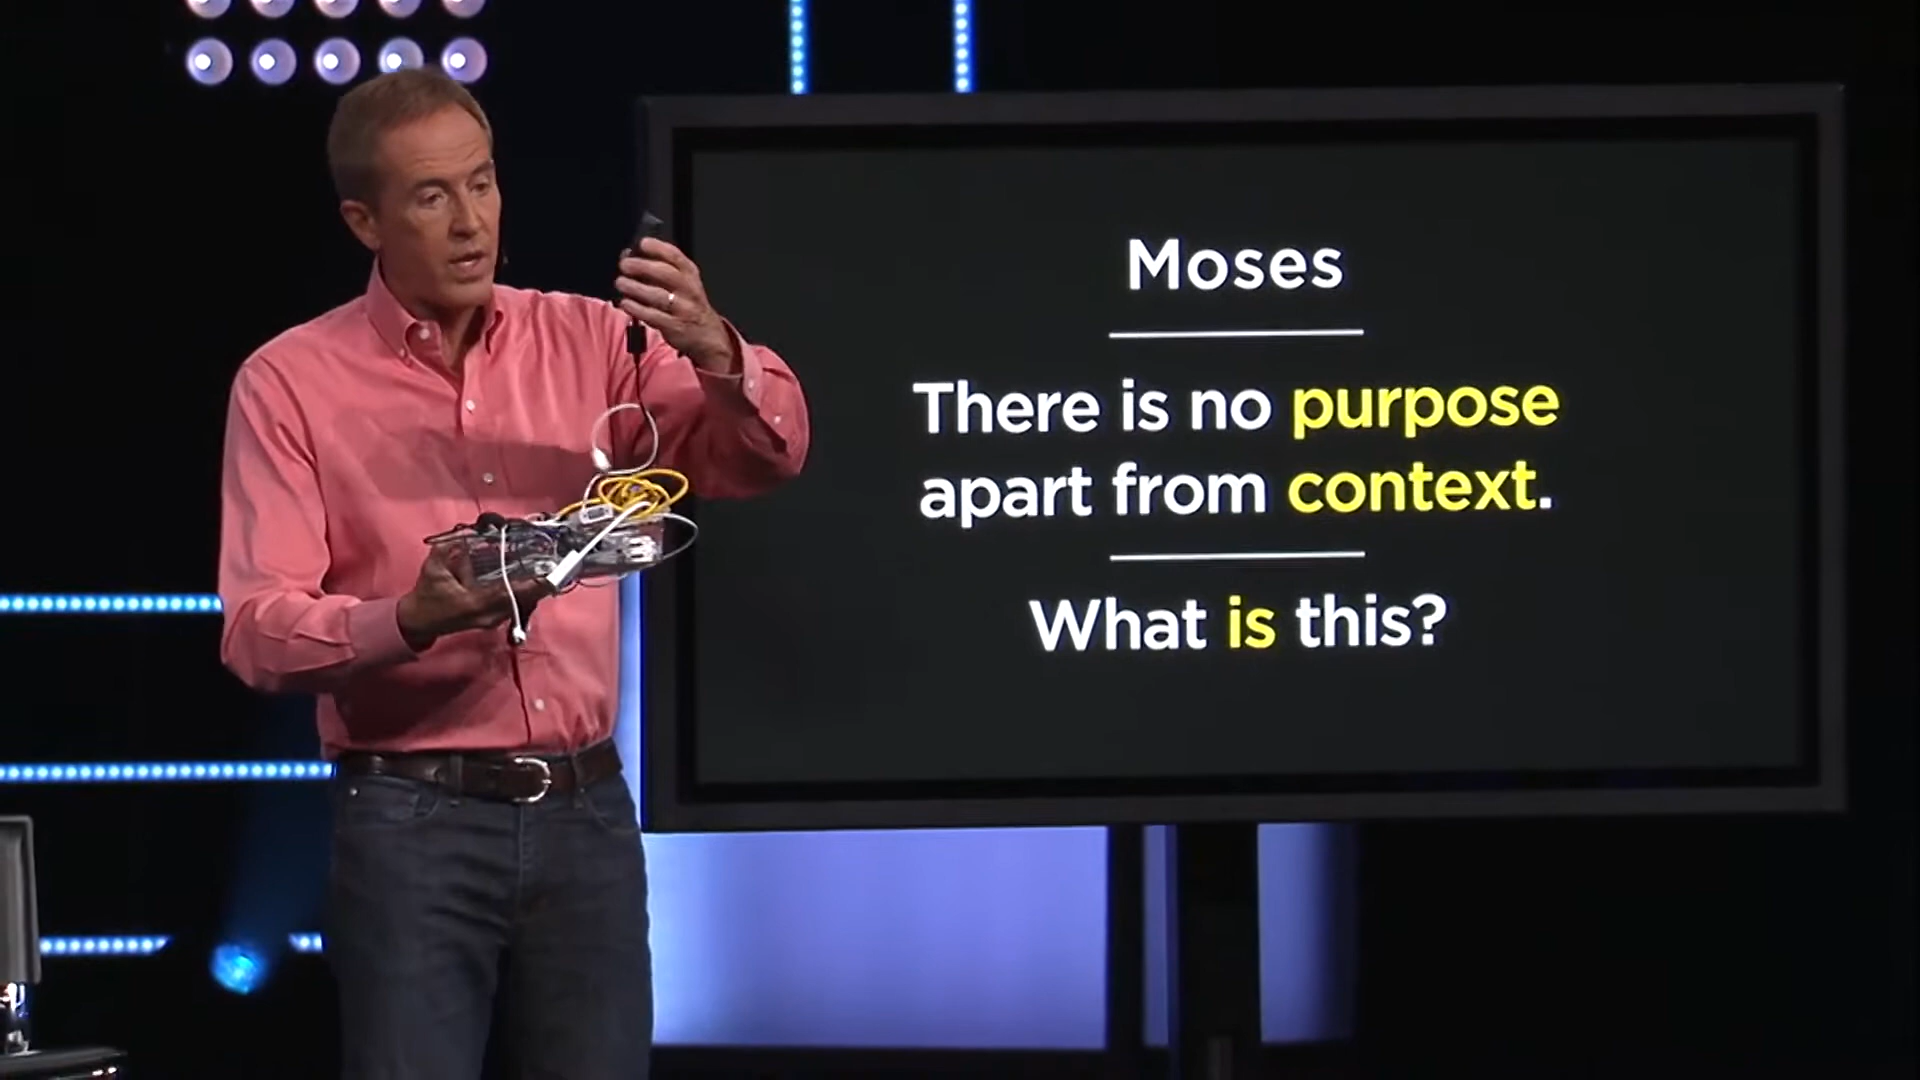 Moses
There is no purpose
apart from context.
What is this?